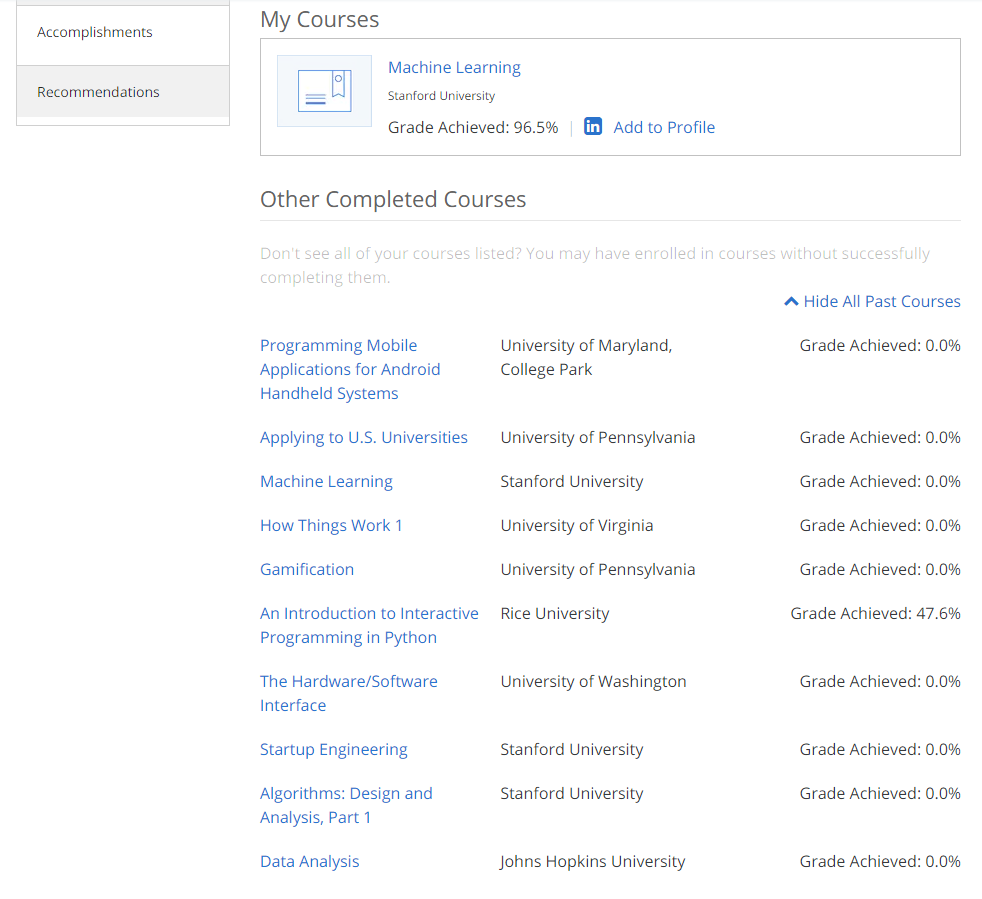 Accomplishments
Recommendations
My Courses
Machine Learning
Stanford University
Grade Achieved: 96.5% | in Add to Profile
Other Completed Courses
Don't see all of your courses listed? You may have enrolled in courses without successfully
completing them.
Hide All Past Courses
Programming Mobile University of Maryland, Grade Achieved: 0.0%
Applications for Android College Park
Handheld Systems
Applying to U.S. Universities University of Pennsylvania Grade Achieved: 0.0%
Machine Learning Stanford University Grade Achieved: 0.0%
How Things Work 1 University of Virginia Grade Achieved: 0.0%
Gamification University of Pennsylvania Grade Achieved: 0.0%
An Introduction to Interactive Rice University Grade Achieved: 47.6%
Programming in Python
The Hardware/Software University of Washington Grade Achieved: 0.0%
Interface
Startup Engineering Stanford University Grade Achieved: 0.0%
Algorithms: Design and Stanford University Grade Achieved: 0.0%
Analysis, Part 1
Data Analysis Johns Hopkins University Grade Achieved: 0.0%